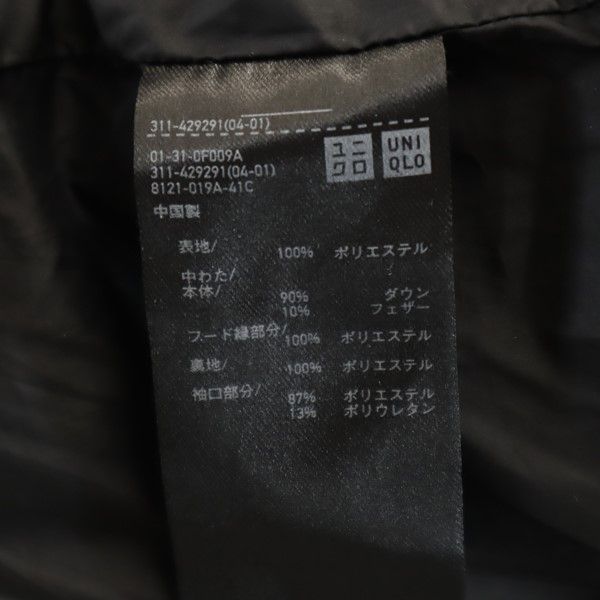 311-429291(04-01)
01-31-0F009A
311-429291(04-01)
8121-019A-41C
ユニクロ
UNIQLO
中国製
表地/ 100% ポリエステル
中わた/
本体/ 90% ダウン
10% フェザー
フード縁部分/ 100% ポリエステル
裏地/ 100% ポリエステル
袖口部分/ 87% ポリエステル
13% ポリウレタン